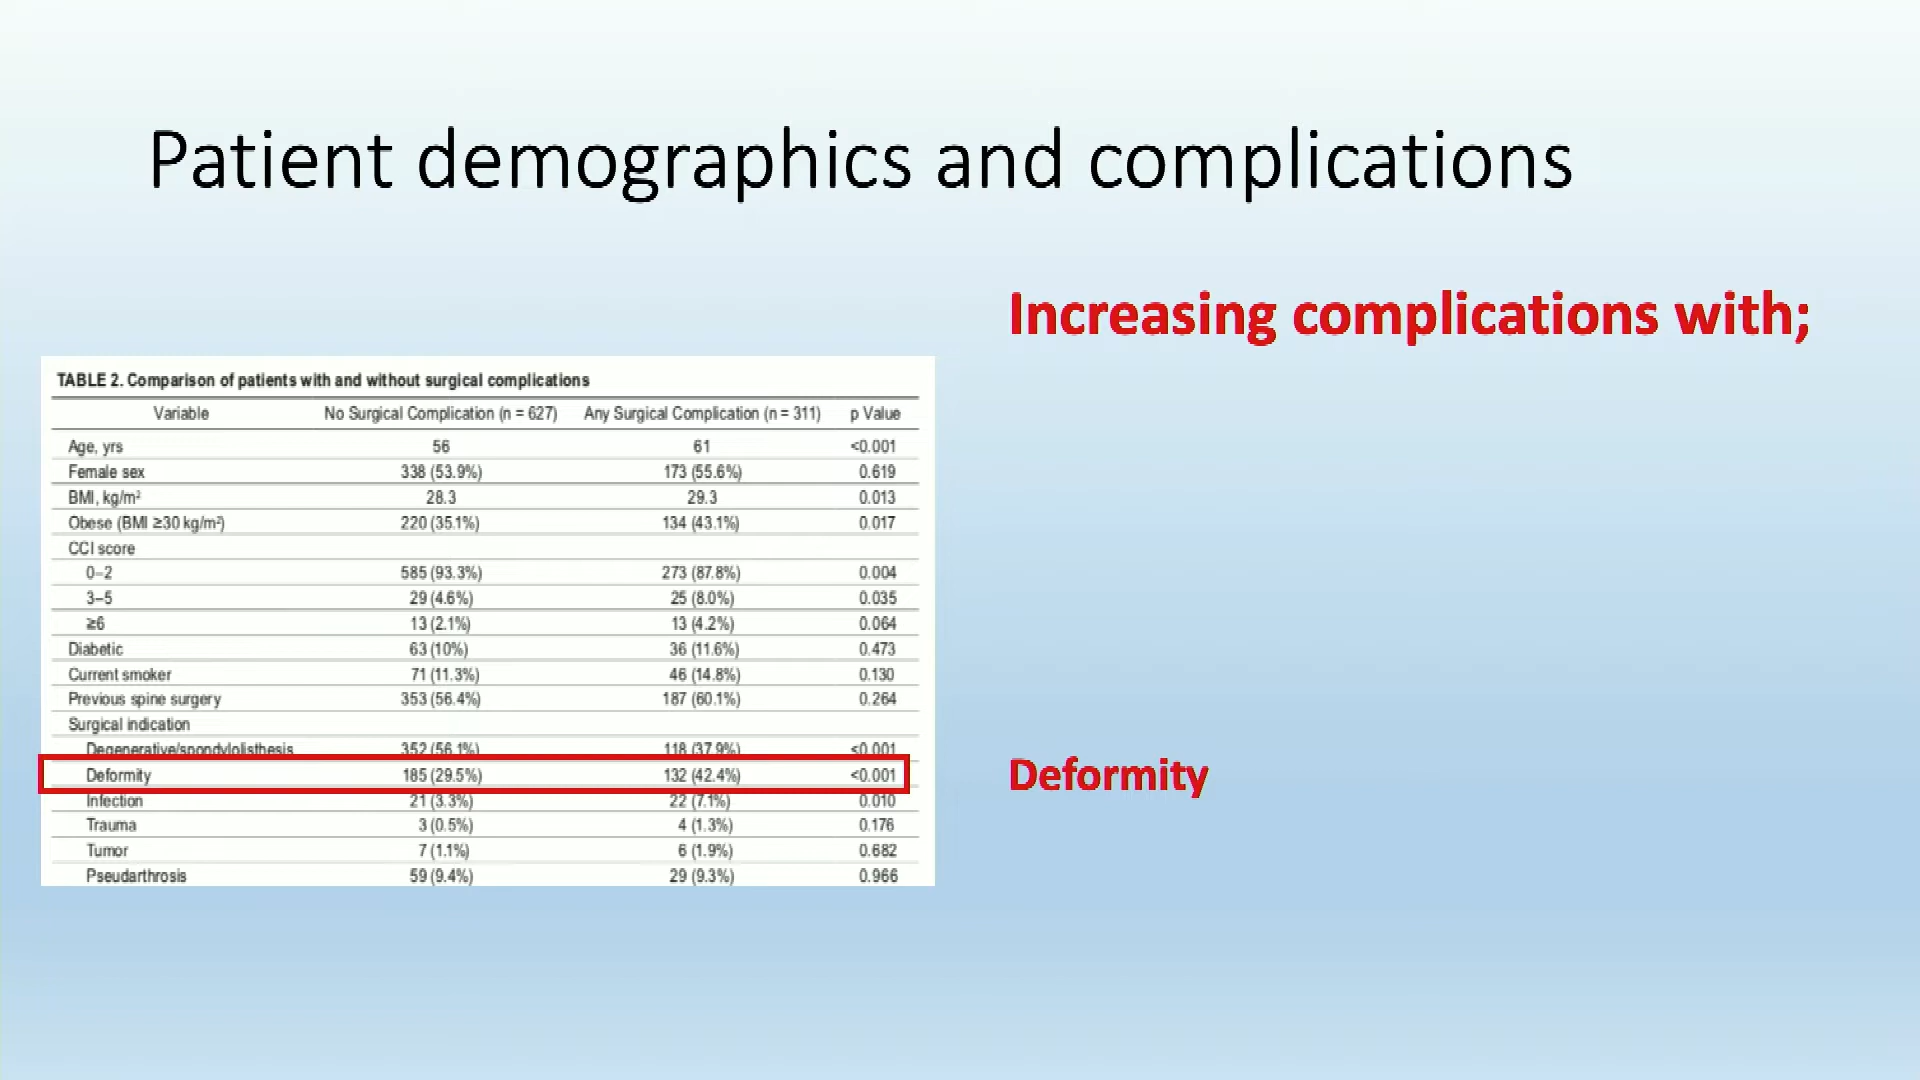 Patient demographics and complications
Increasing complications with;
TABLE 2. Comparison of patients with and without surgical complications
Variable No Surgical Complication (n = 627) Any Surgical Complication (n = 311) p Value
Age, yrs 56 61 <0.001
Female sex 338 (53.9%) 173 (55.6%) 0.619
BMI, kg/m² 28.3 29.3 0.013
Obese (BMI ≥30 kg/m²) 220 (35.1%) 134 (43.1%) 0.017
CCI score
0–2 585 (93.3%) 273 (87.8%) 0.004
3–5 29 (4.6%) 25 (8.0%) 0.035
≥6 13 (2.1%) 13 (4.2%) 0.064
Diabetic 63 (10%) 36 (11.6%) 0.473
Current smoker 71 (11.3%) 46 (14.8%) 0.130
Previous spine surgery 353 (56.4%) 187 (60.1%) 0.264
Surgical indication
Degenerative/spondylolisthesis 352 (56.1%) 118 (37.9%) <0.001
Deformity 185 (29.5%) 132 (42.4%) <0.001
Infection 21 (3.3%) 22 (7.1%) 0.010
Trauma 3 (0.5%) 4 (1.3%) 0.176
Tumor 7 (1.1%) 6 (1.9%) 0.682
Pseudarthrosis 59 (9.4%) 29 (9.3%) 0.966
Deformity